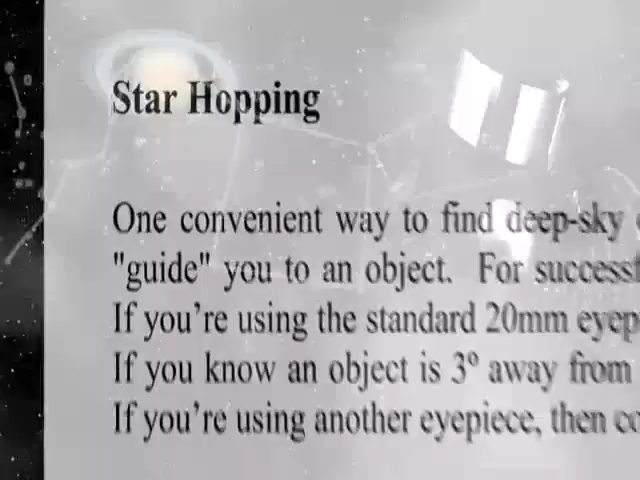 Star Hopping
One convenient way to find deep-sky
"guide" you to an object. For
If you're using the standard 20mm
If you know an object is 3° away from
If you're using another eyepiece, then